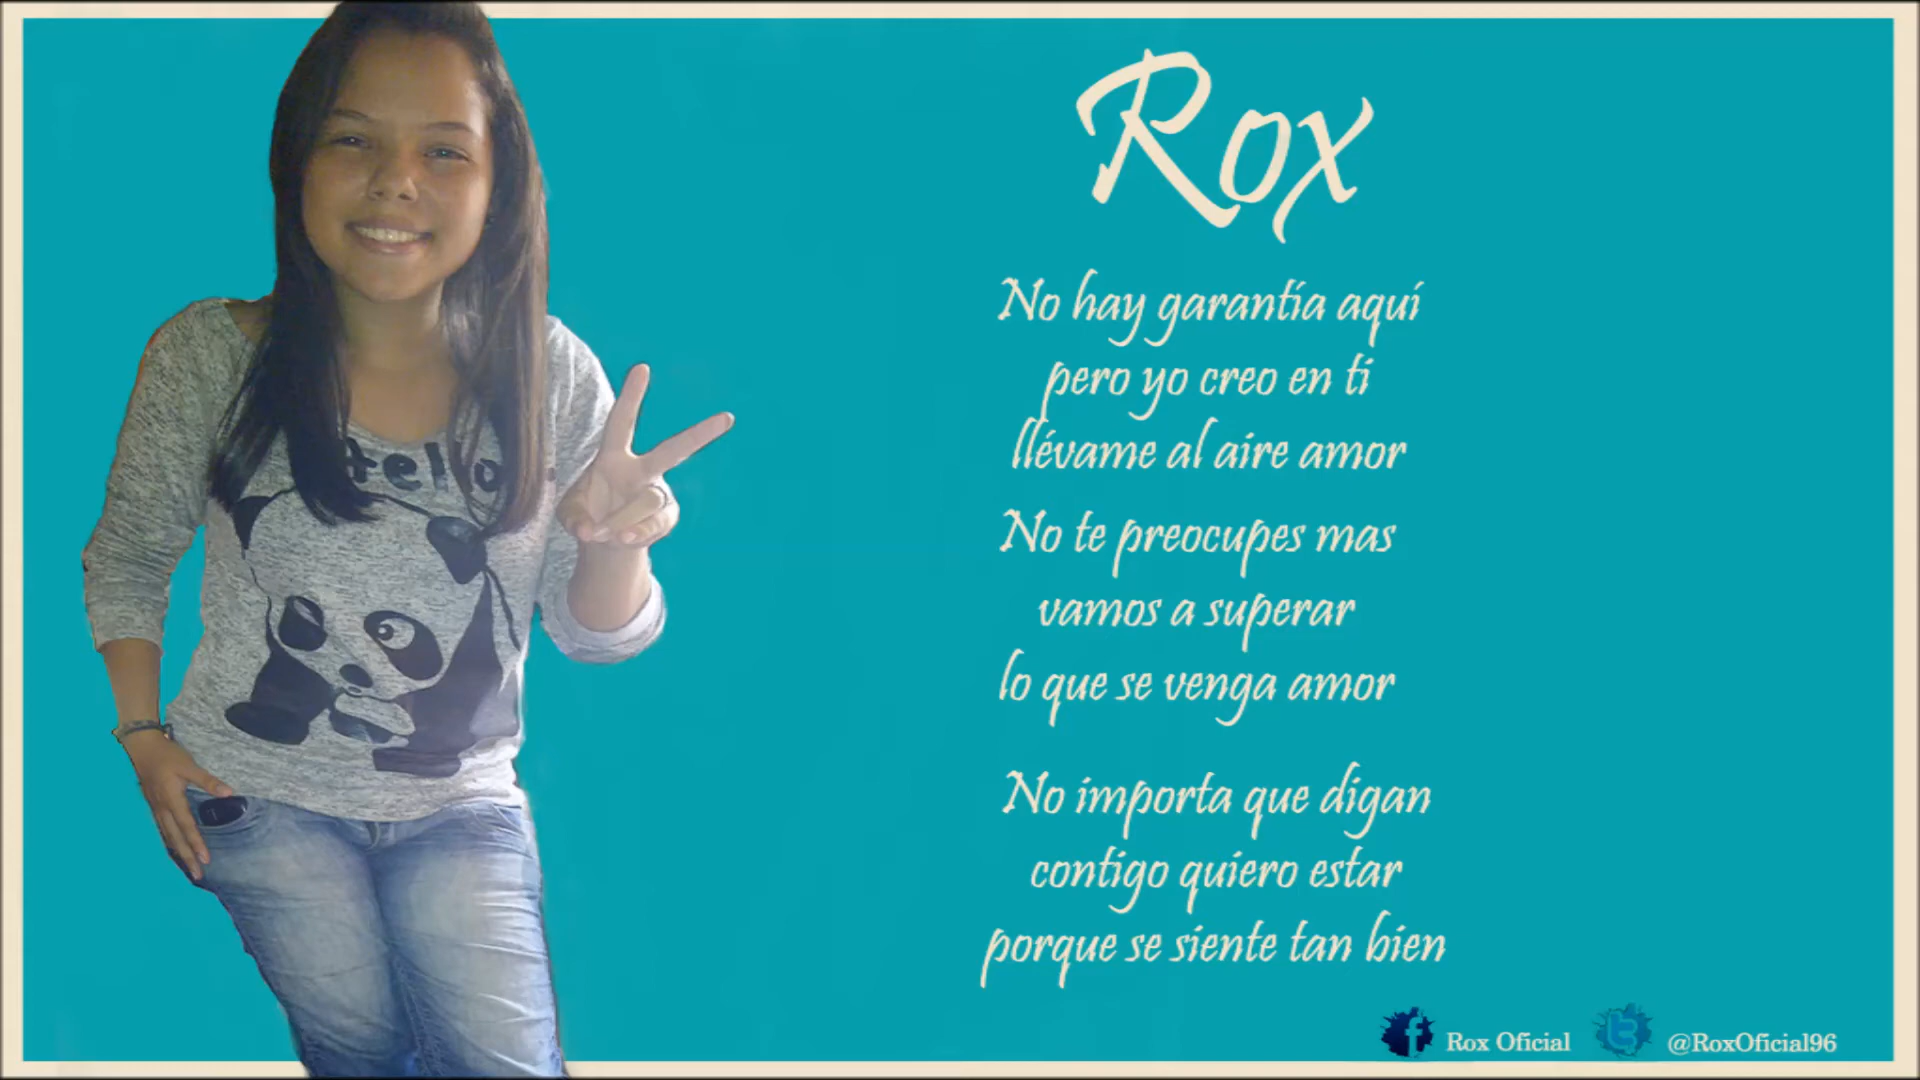 Rox
No hay garantía aquí
pero yo creo en ti
llévame al aire amor
No te preocupes mas
vamos a superar
lo que se venga amor
No importa que digan
contigo quiero estar
porque se siente tan bien
Rox Oficial @RoxOficial96